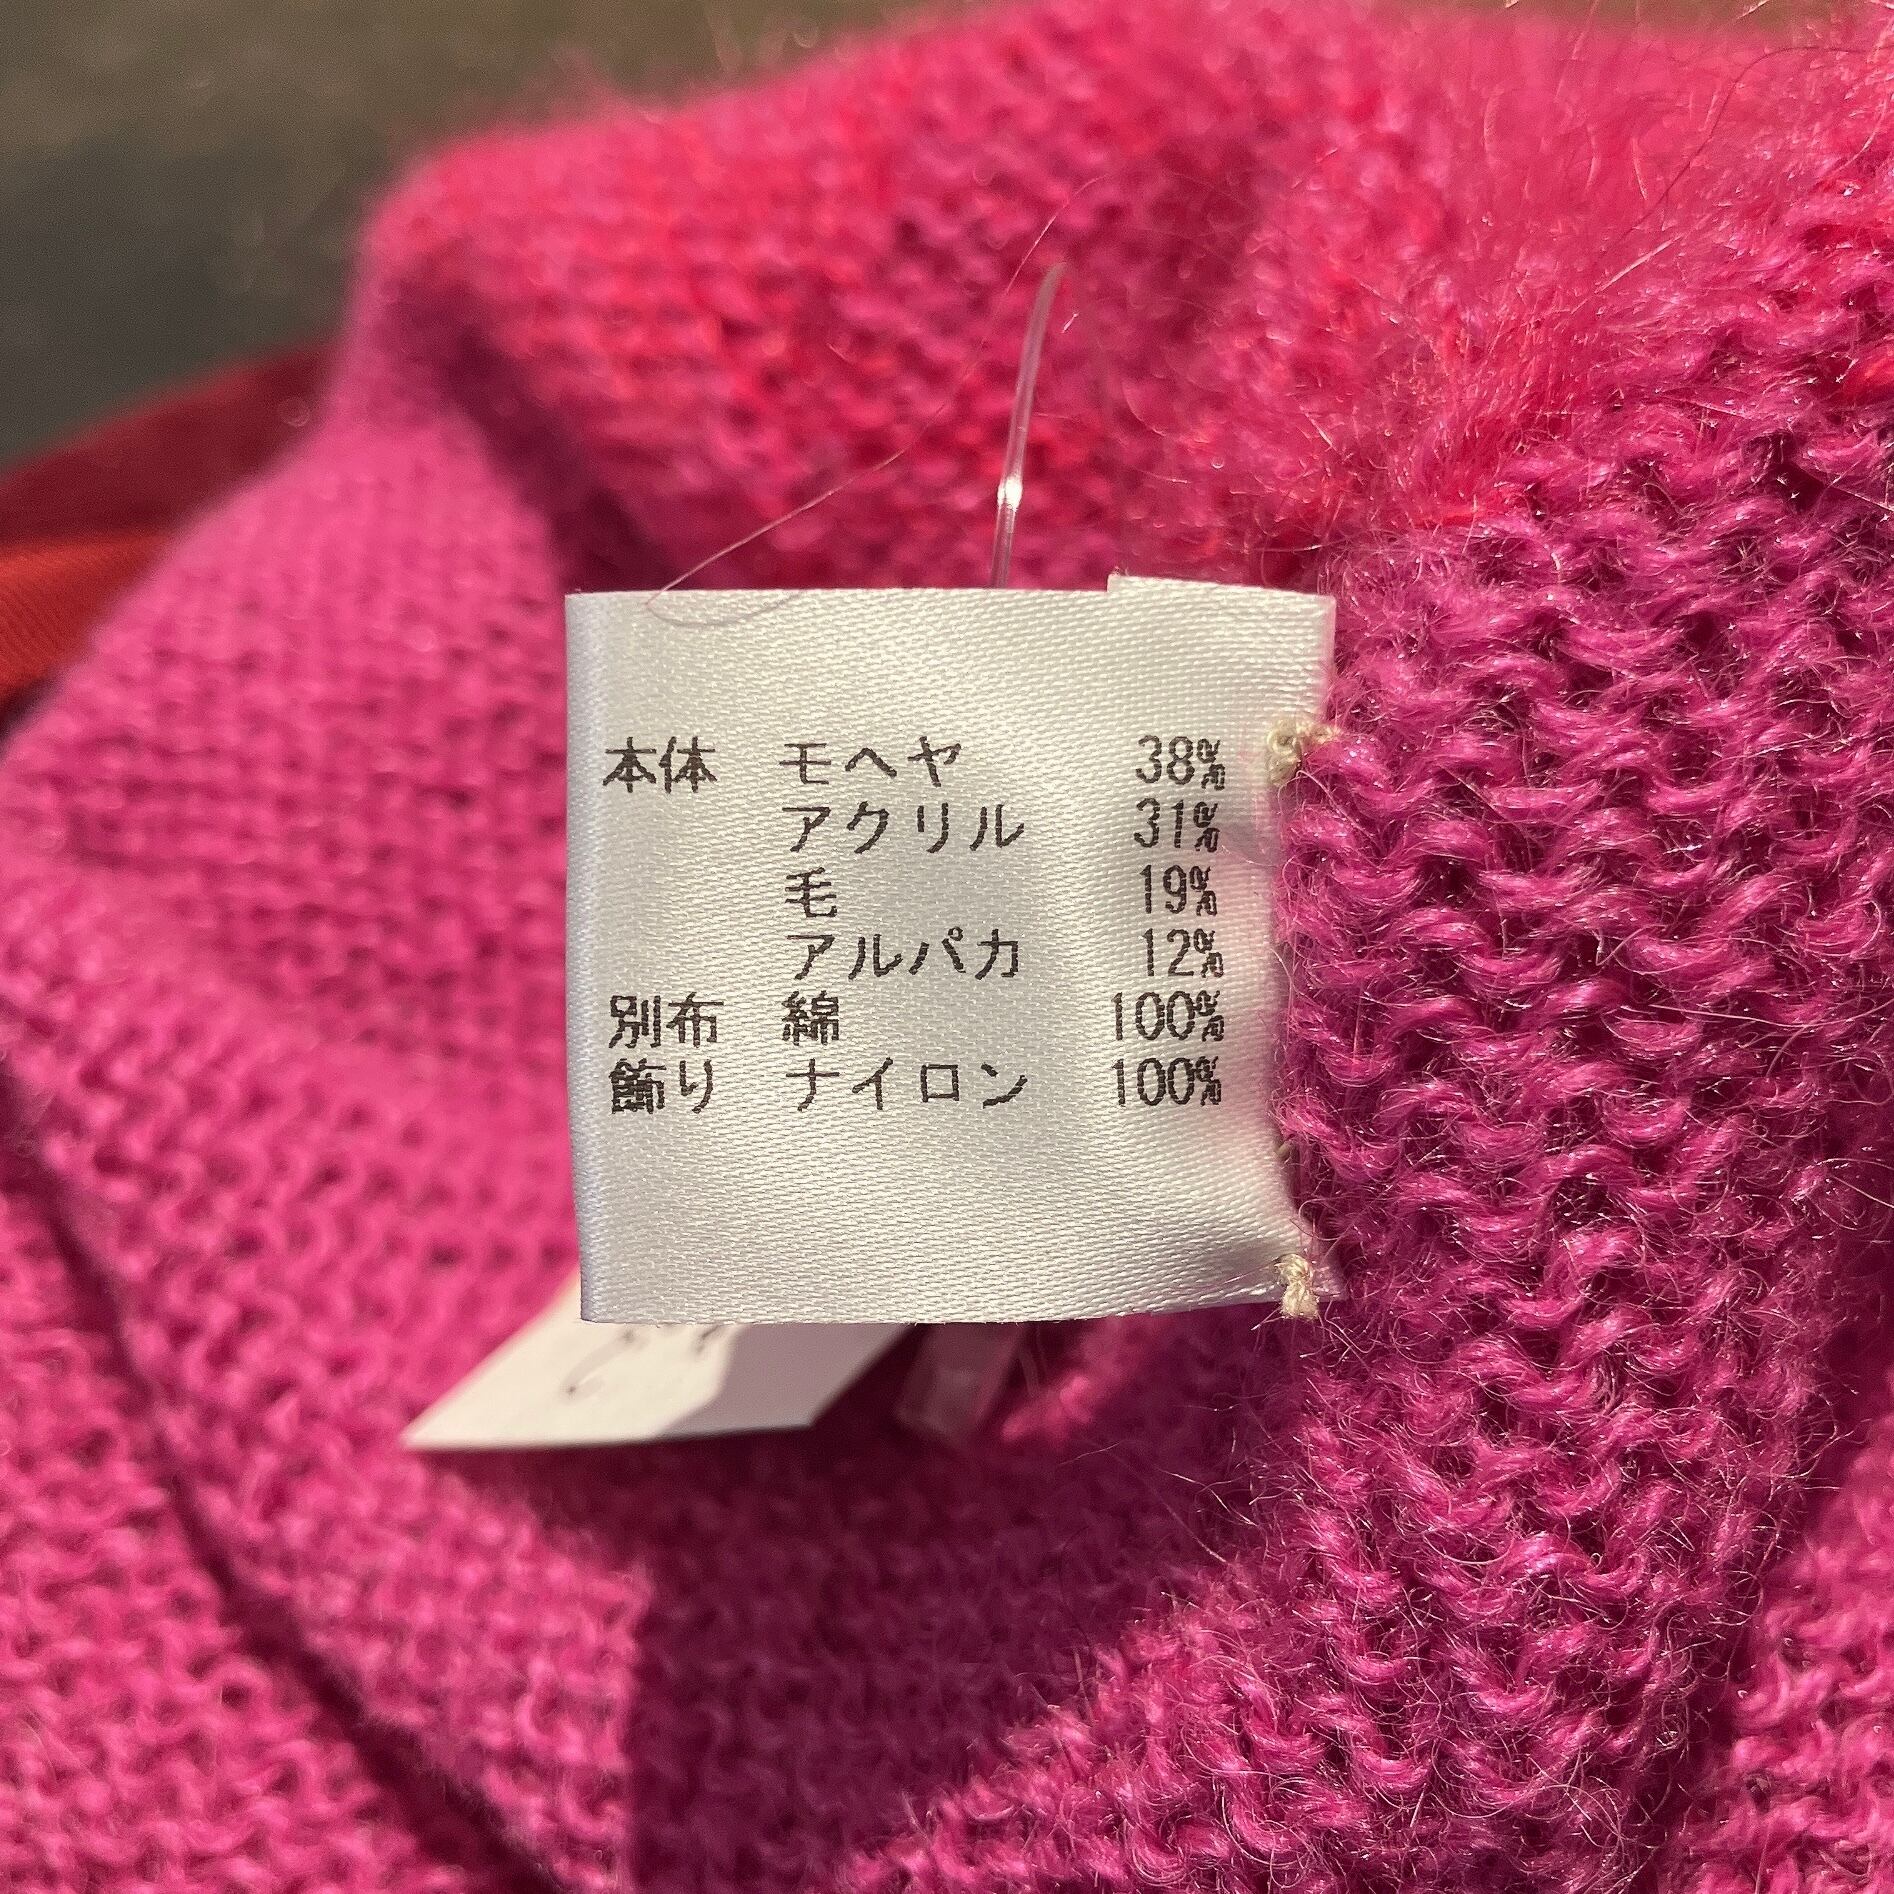 本体 モヘヤ 38%
アクリル 31%
毛 19%
アルパカ 12%
別布 綿 100%
飾り ナイロン 100%